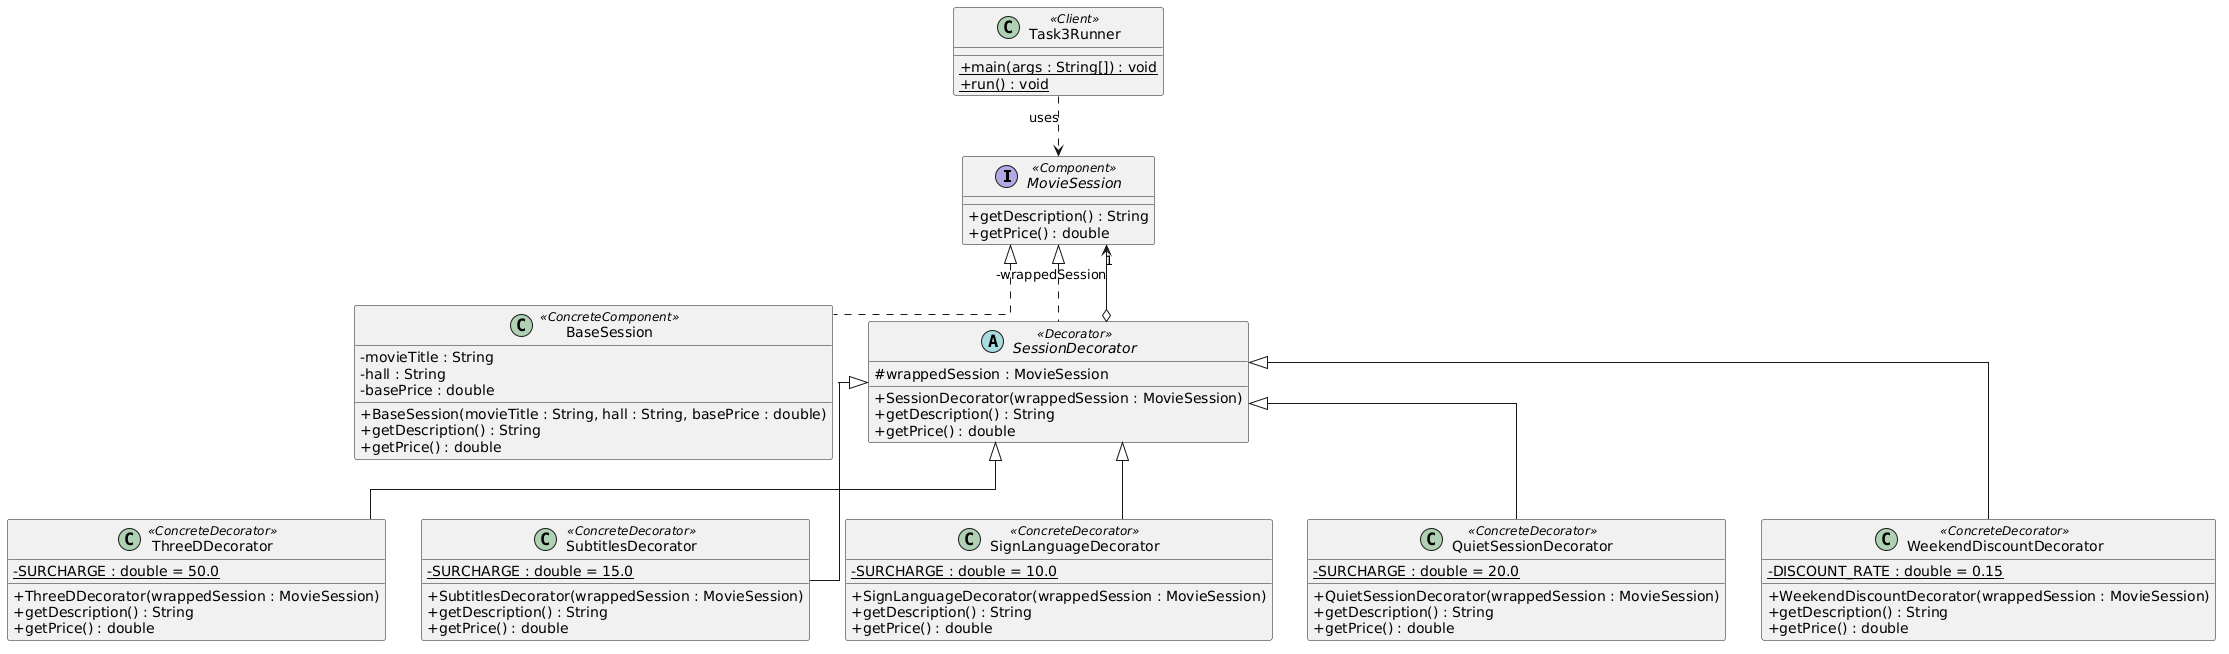 C
«Client»
Task3Runner
+main(args : String[]) : void
+run() : void
uses
I
«Component»
MovieSession
+getDescription() : String
+getPrice() : double
1
-wrappedSession
C
«ConcreteComponent»
BaseSession
-movieTitle : String
-hall : String
-basePrice : double
+BaseSession(movieTitle : String, hall : String, basePrice : double)
+getDescription() : String
+getPrice() : double
A
«Decorator»
SessionDecorator
#wrappedSession : MovieSession
+SessionDecorator(wrappedSession : MovieSession)
+getDescription() : String
+getPrice() : double
C
«ConcreteDecorator»
ThreeDDecorator
-SURCHARGE : double = 50.0
+ThreeDDecorator(wrappedSession : MovieSession)
+getDescription() : String
+getPrice() : double
C
«ConcreteDecorator»
SubtitlesDecorator
-SURCHARGE : double = 15.0
+SubtitlesDecorator(wrappedSession : MovieSession)
+getDescription() : String
+getPrice() : double
C
«ConcreteDecorator»
SignLanguageDecorator
-SURCHARGE : double = 10.0
+SignLanguageDecorator(wrappedSession : MovieSession)
+getDescription() : String
+getPrice() : double
C
«ConcreteDecorator»
QuietSessionDecorator
-SURCHARGE : double = 20.0
+QuietSessionDecorator(wrappedSession : MovieSession)
+getDescription() : String
+getPrice() : double
C
«ConcreteDecorator»
WeekendDiscountDecorator
-DISCOUNT_RATE : double = 0.15
+WeekendDiscountDecorator(wrappedSession : MovieSession)
+getDescription() : String
+getPrice() : double